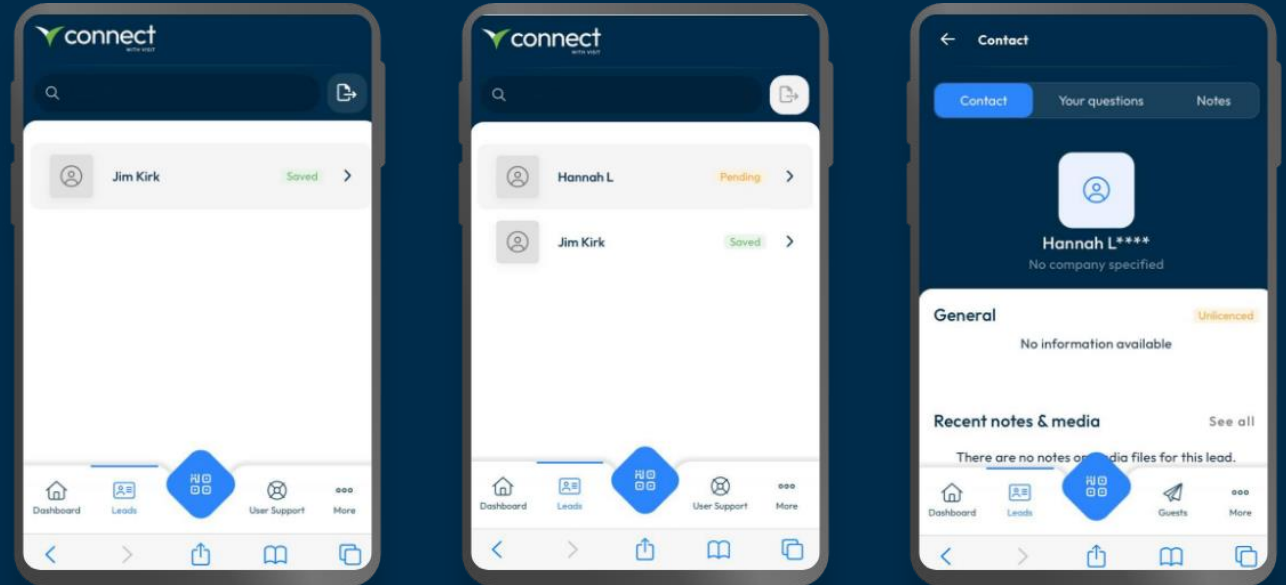 connect
WITH VISIT
Jim Kirk Saved
Dashboard Leads User Support More
connect
WITH VISIT
Hannah L Pending
Jim Kirk Saved
Dashboard Leads User Support More
Contact
Contact Your questions Notes
Hannah L****
No company specified
General Unlicenced
No information available
Recent notes & media See all
There are no notes or dia files for this lead.
Dashboard Leads Guests More